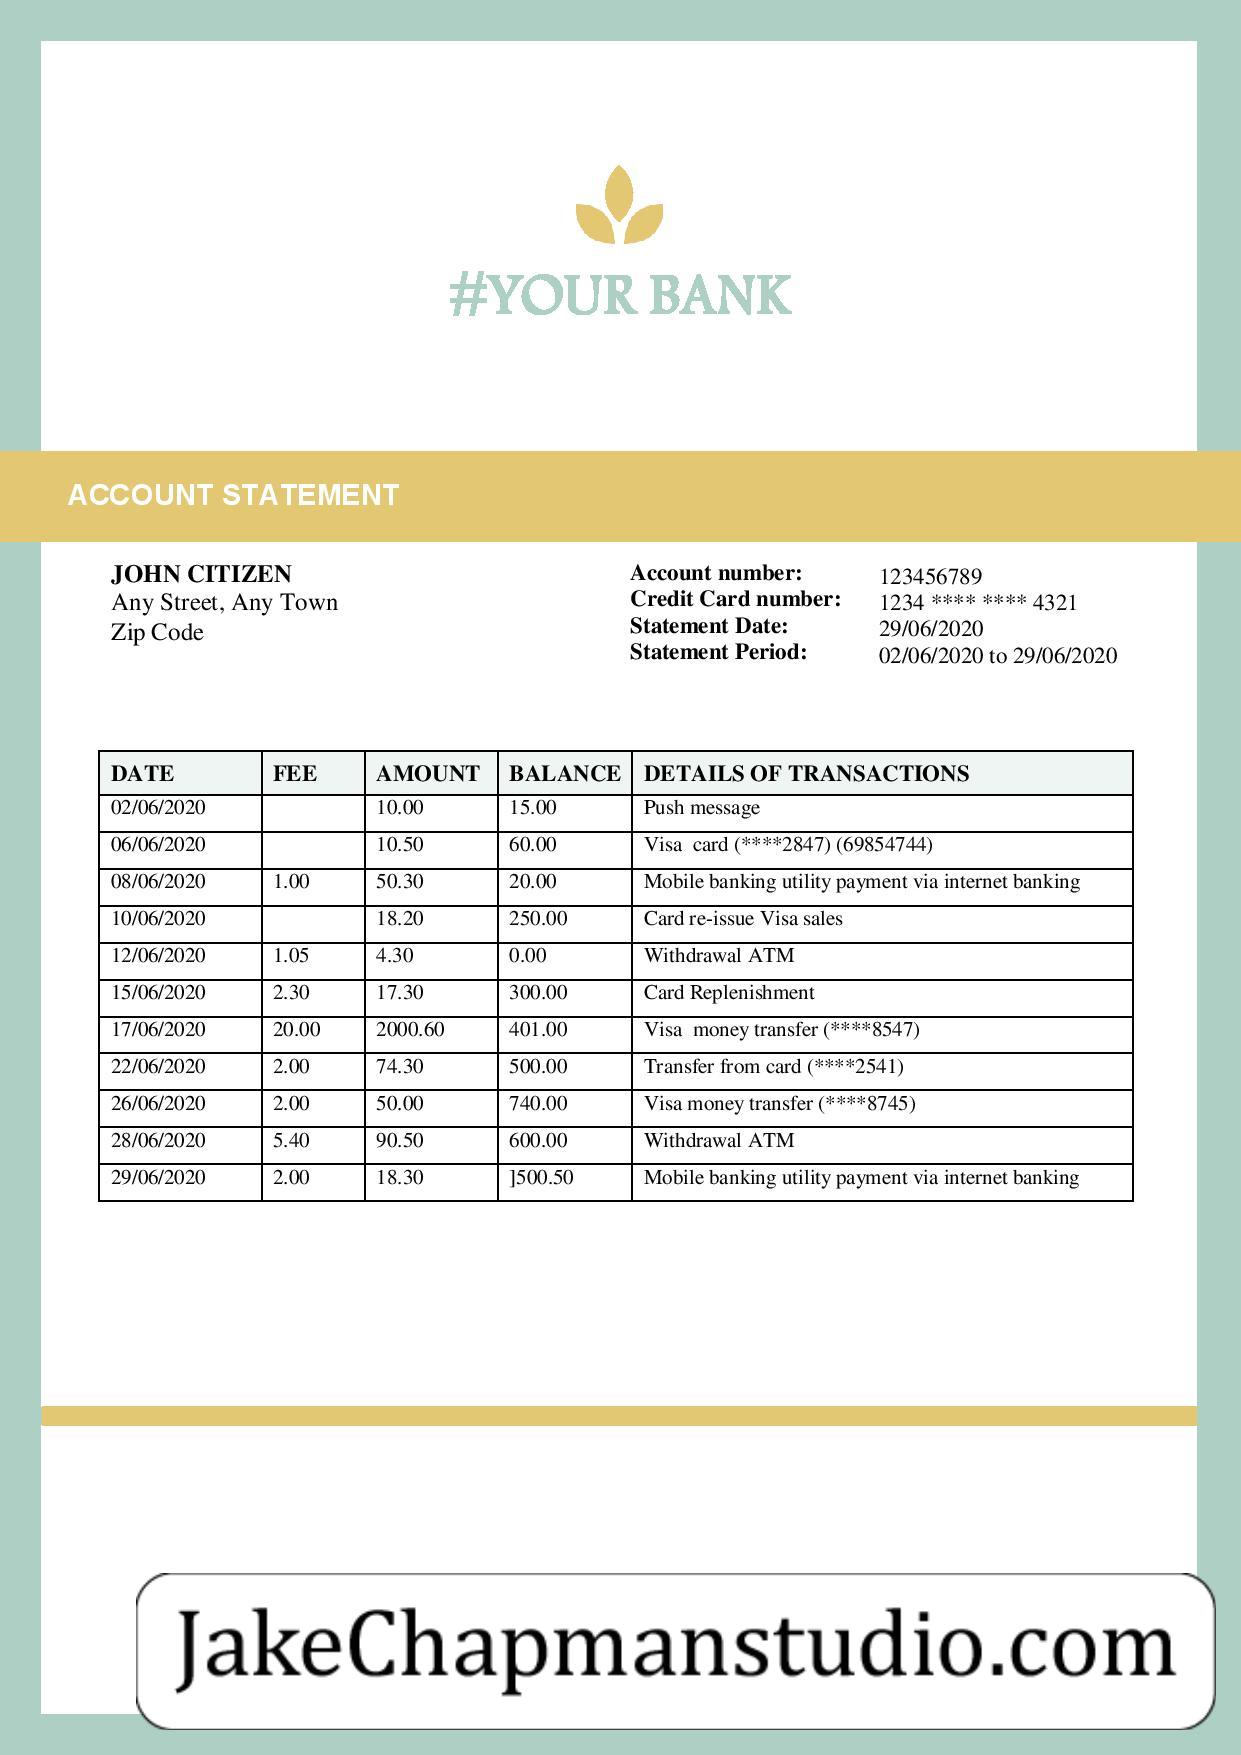 #YOUR BANK
ACCOUNT STATEMENT
JOHN CITIZEN
Any Street, Any Town
Zip Code
Account number: 123456789
Credit Card number: 1234 **** **** 4321
Statement Date: 29/06/2020
Statement Period: 02/06/2020 to 29/06/2020
DATE FEE AMOUNT BALANCE DETAILS OF TRANSACTIONS
02/06/2020 10.00 15.00 Push message
06/06/2020 10.50 60.00 Visa card (****2847) (69854744)
08/06/2020 1.00 50.30 20.00 Mobile banking utility payment via internet banking
10/06/2020 18.20 250.00 Card re-issue Visa sales
12/06/2020 1.05 4.30 0.00 Withdrawal ATM
15/06/2020 2.30 17.30 300.00 Card Replenishment
17/06/2020 20.00 2000.60 401.00 Visa money transfer (****8547)
22/06/2020 2.00 74.30 500.00 Transfer from card (****2541)
26/06/2020 2.00 50.00 740.00 Visa money transfer (****8745)
28/06/2020 5.40 90.50 600.00 Withdrawal ATM
29/06/2020 2.00 18.30 ]500.50 Mobile banking utility payment via internet banking
JakeChapmanstudio.com